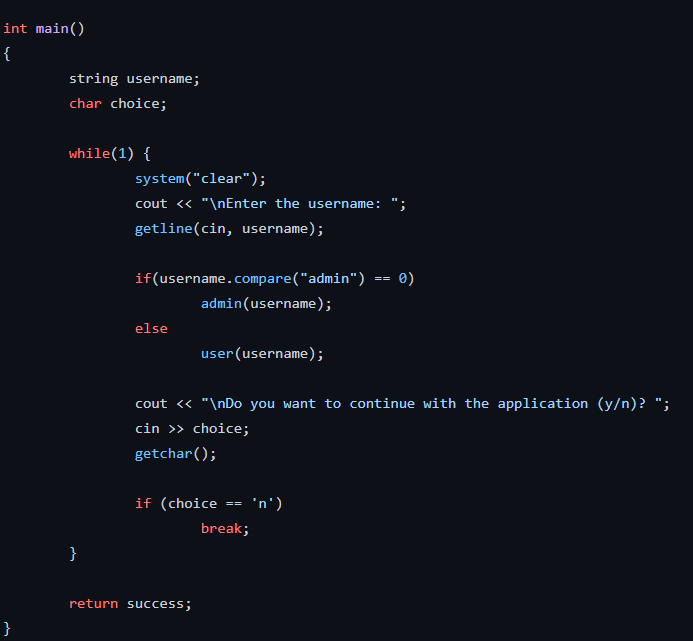 int main()
{
        string username;
        char choice;

        while(1) {
                system("clear");
                cout << "\nEnter the username: ";
                getline(cin, username);

                if(username.compare("admin") == 0)
                        admin(username);
                else
                        user(username);

                cout << "\nDo you want to continue with the application (y/n)? ";
                cin >> choice;
                getchar();

                if (choice == 'n')
                        break;
        }

        return success;
}